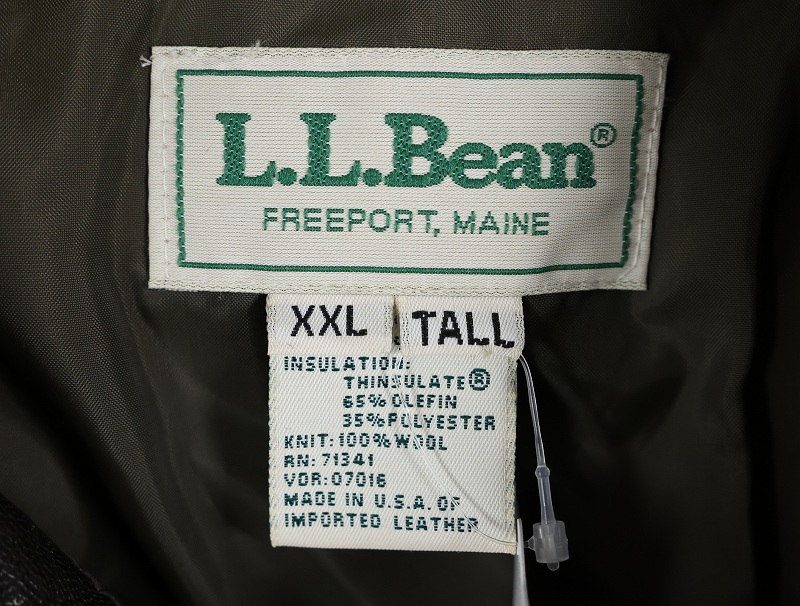 L.L.Bean®
FREEPORT, MAINE
XXL TALL
INSULATION:
THINSULATE®
65% OLEFIN
35% POLYESTER
KNIT: 100% WOOL
RN: 71341
VDR: 07016
MADE IN U.S.A. OF
IMPORTED LEATHER